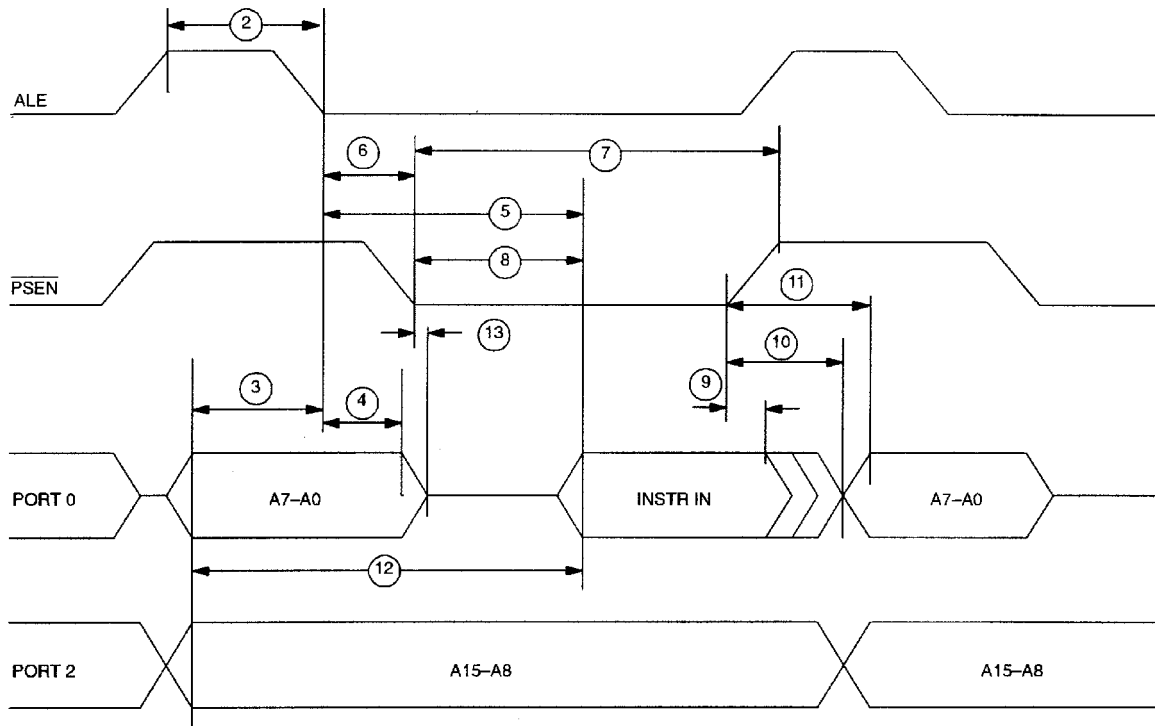 2
ALE
6
7
5
PSEN
8
11
13
10
9
3
4
PORT 0
A7–A0
INSTR IN
A7–A0
12
PORT 2
A15–A8
A15–A8